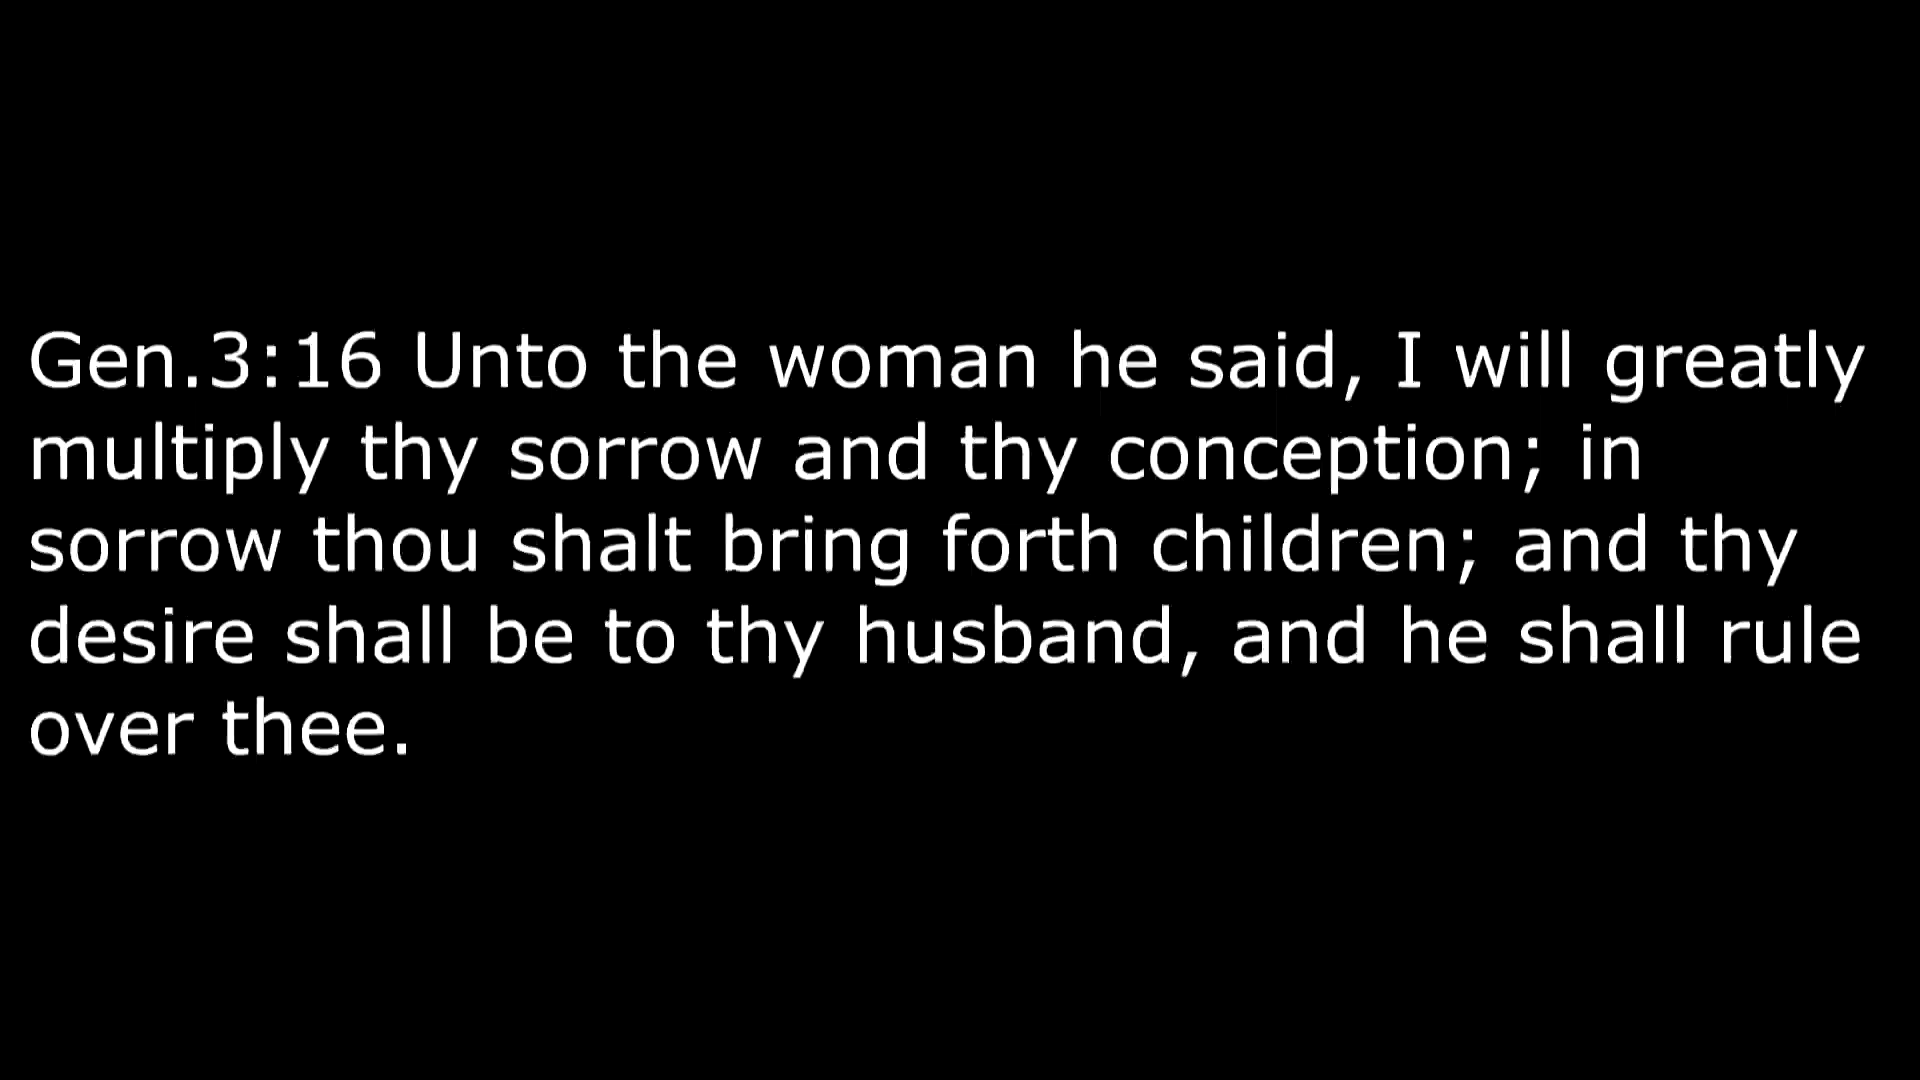 Gen.3:16 Unto the woman he said, I will greatly
multiply thy sorrow and thy conception; in
sorrow thou shalt bring forth children; and thy
desire shall be to thy husband, and he shall rule
over thee.